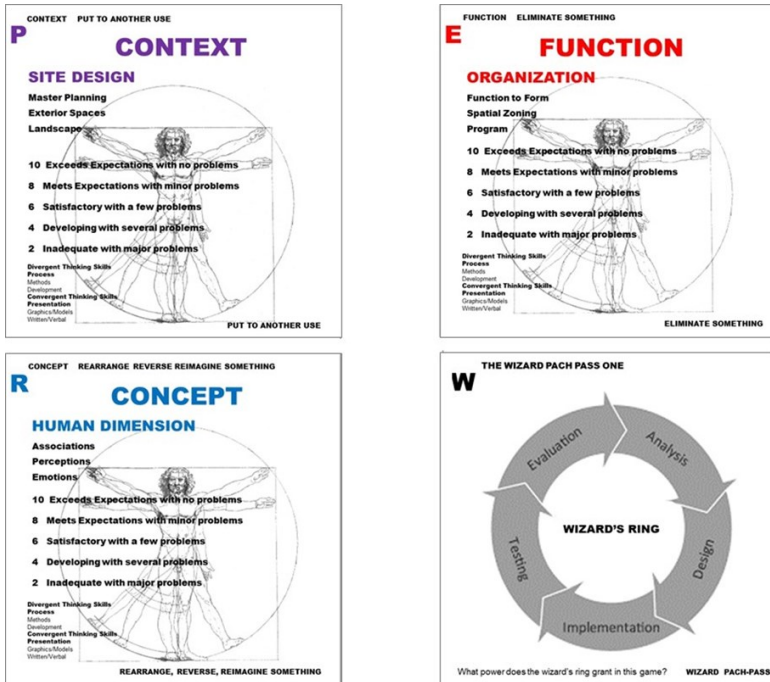 CONTEXT PUT TO ANOTHER USE
P
CONTEXT
SITE DESIGN
Master Planning
Exterior Spaces
Landscape
10 Exceeds Expectations with no problems
8 Meets Expectations with minor problems
6 Satisfactory with a few problems
4 Developing with several problems
2 Inadequate with major problems
Divergent Thinking Skills
Process
Methods
Development
Convergent Thinking Skills
Presentation
Graphics/Models
Written/Verbal
PUT TO ANOTHER USE
FUNCTION ELIMINATE SOMETHING
E
FUNCTION
ORGANIZATION
Function to Form
Spatial Zoning
Program
10 Exceeds Expectations with no problems
8 Meets Expectations with minor problems
6 Satisfactory with a few problems
4 Developing with several problems
2 Inadequate with major problems
Divergent Thinking Skills
Process
Methods
Development
Convergent Thinking Skills
Presentation
Graphics/Models
Written/Verbal
ELIMINATE SOMETHING
CONCEPT REARRANGE REVERSE REIMAGINE SOMETHING
R
CONCEPT
HUMAN DIMENSION
Associations
Perceptions
Emotions
10 Exceeds Expectations with no problems
8 Meets Expectations with minor problems
6 Satisfactory with a few problems
4 Developing with several problems
2 Inadequate with major problems
Divergent Thinking Skills
Process
Methods
Development
Convergent Thinking Skills
Presentation
Graphics/Models
Written/Verbal
REARRANGE, REVERSE, REIMAGINE SOMETHING
THE WIZARD PACH PASS ONE
W
Evaluation
Analysis
WIZARD'S RING
Testing
Design
Implementation
What power does the wizard's ring grant in this game? WIZARD PACH-PASS